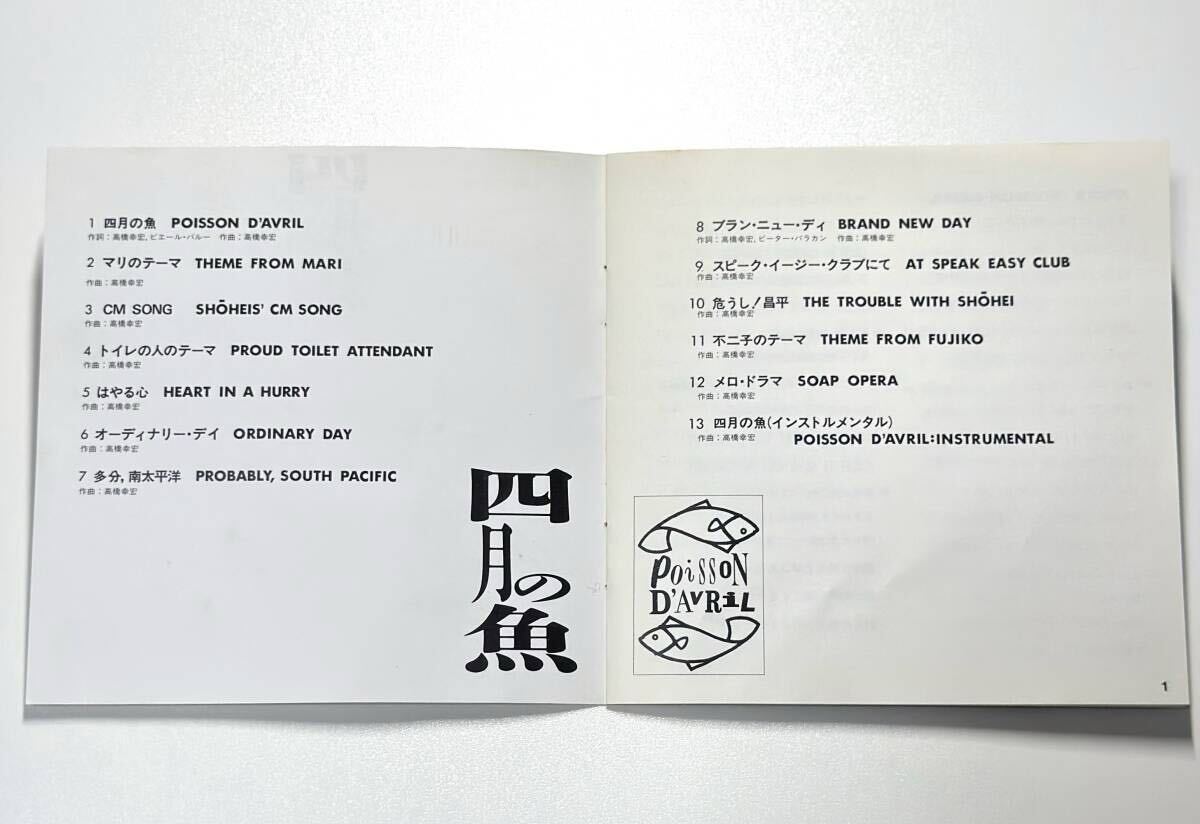 1 四月の魚 POISSON D'AVRIL
作詞：高橋幸宏，ピエール・バルー 作曲：高橋幸宏
2 マリのテーマ THEME FROM MARI
作曲：高橋幸宏
3 CM SONG SHŌHEIS' CM SONG
作曲：高橋幸宏
4 トイレの人のテーマ PROUD TOILET ATTENDANT
作曲：高橋幸宏
5 はやる心 HEART IN A HURRY
作曲：高橋幸宏
6 オーディナリー・デイ ORDINARY DAY
作曲：高橋幸宏
7 多分，南太平洋 PROBABLY, SOUTH PACIFIC
作曲：高橋幸宏
四月の魚
8 ブラン・ニュー・ディ BRAND NEW DAY
作詞：高橋幸宏，ピーター・バラカン 作曲：高橋幸宏
9 スピーク・イージー・クラブにて AT SPEAK EASY CLUB
作曲：高橋幸宏
10 危うし！昌平 THE TROUBLE WITH SHŌHEI
作曲：高橋幸宏
11 不二子のテーマ THEME FROM FUJIKO
作曲：高橋幸宏
12 メロ・ドラマ SOAP OPERA
作曲：高橋幸宏
13 四月の魚（インストルメンタル）
作曲：高橋幸宏 POISSON D'AVRIL:INSTRUMENTAL
POISSON
D'AVRIL
1